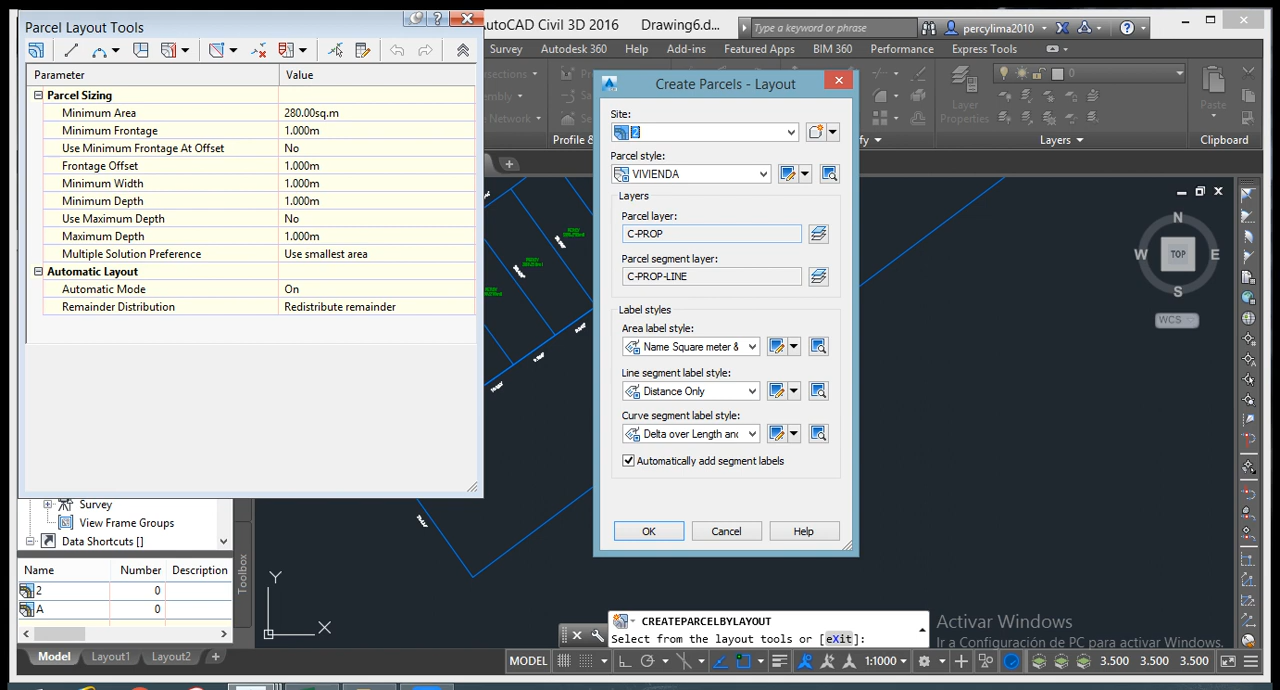 Parcel Layout Tools
Parameter Value
Parcel Sizing
Minimum Area 280.00sq.m
Minimum Frontage 1.000m
Use Minimum Frontage At Offset No
Frontage Offset 1.000m
Minimum Width 1.000m
Minimum Depth 1.000m
Use Maximum Depth No
Maximum Depth 1.000m
Multiple Solution Preference Use smallest area
Automatic Layout
Automatic Mode On
Remainder Distribution Redistribute remainder
AutoCAD Civil 3D 2016 Drawing6.d...
Type a keyword or phrase
percylima2010
Survey Autodesk 360 Help Add-ins Featured Apps BIM 360 Performance Express Tools
Layer
Properties
0
Paste
Profile &
Layers
Clipboard
Create Parcels - Layout
Site:
2
Parcel style:
VIVIENDA
Layers
Parcel layer:
C-PROP
Parcel segment layer:
C-PROP-LINE
Label styles
Area label style:
Name Square meter &
Line segment label style:
Distance Only
Curve segment label style:
Delta over Length and
Automatically add segment labels
OK Cancel Help
N
W TOP E
S
WCS
Survey
View Frame Groups
Data Shortcuts []
Name Number Description
2 0
A 0
Toolbox
Y
X
CREATEPARCELBYLAYOUT
Select from the layout tools or [eXit]:
Activar Windows
Ir a Configuración de PC para activar Windows.
Model Layout1 Layout2 +
MODEL 1:1000 3.500 3.500 3.500